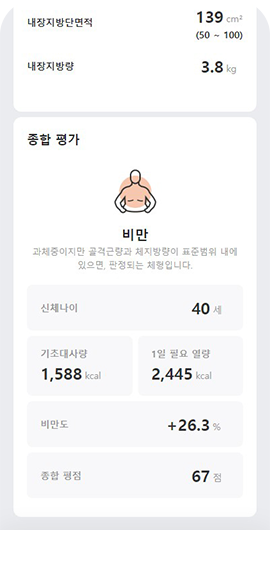 내장지방단면적
139 cm²
(50 ~ 100)
내장지방량
3.8 kg
종합 평가
비만
과체중이지만 골격근량과 체지방량이 표준범위 내에
있으면, 판정되는 체형입니다.
신체나이
40 세
기초대사량
1,588 kcal
1일 필요 열량
2,445 kcal
비만도
+26.3 %
종합 평점
67 점